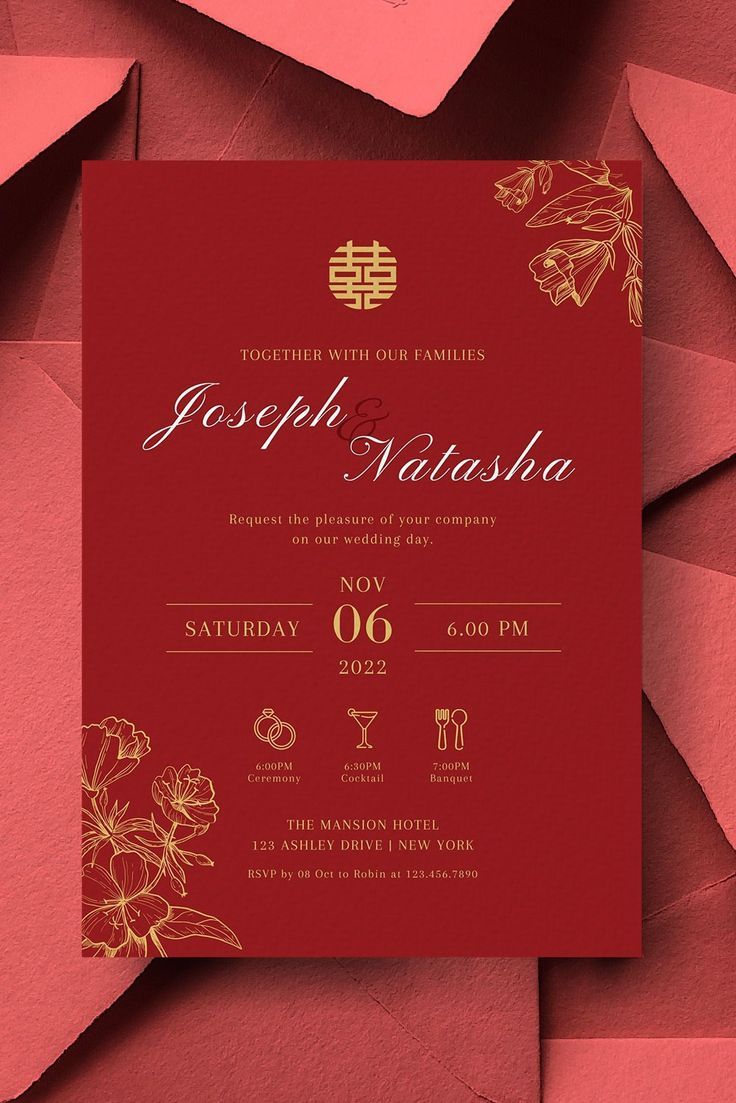 囍
TOGETHER WITH OUR FAMILIES
Joseph &
Natasha
Request the pleasure of your company
on our wedding day.
NOV
SATURDAY 06 6.00 PM
2022
6:00PM 6:30PM 7:00PM
Ceremony Cocktail Banquet
THE MANSION HOTEL
123 ASHLEY DRIVE | NEW YORK
RSVP by 08 Oct to Robin at 123.456.7890